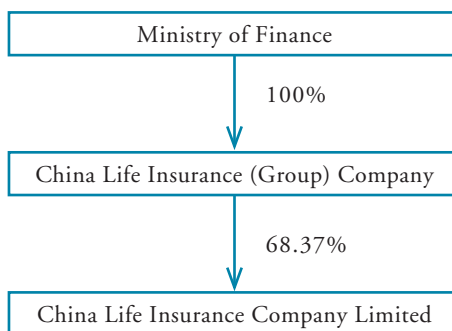 Ministry of Finance
100%
China Life Insurance (Group) Company
68.37%
China Life Insurance Company Limited